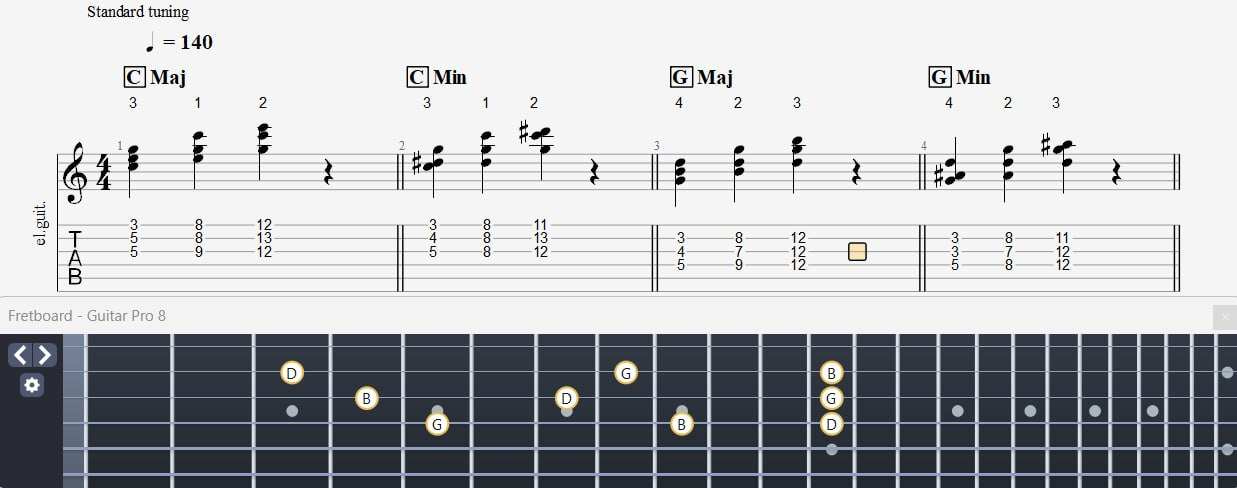 Standard tuning
= 140
C Maj C Min G Maj G Min
3 1 2 3 1 2 4 2 3 4 2 3
1 2 3 4
4
4
el.guit.
3 8 12 3 8 11
5 8 13 4 8 13 3 8 12 3 8 11
T
5 9 12 5 8 12 4 7 12 3 7 12
A
5 9 12 5 8 12
B
Fretboard - Guitar Pro 8
D G B
B D G
G B D